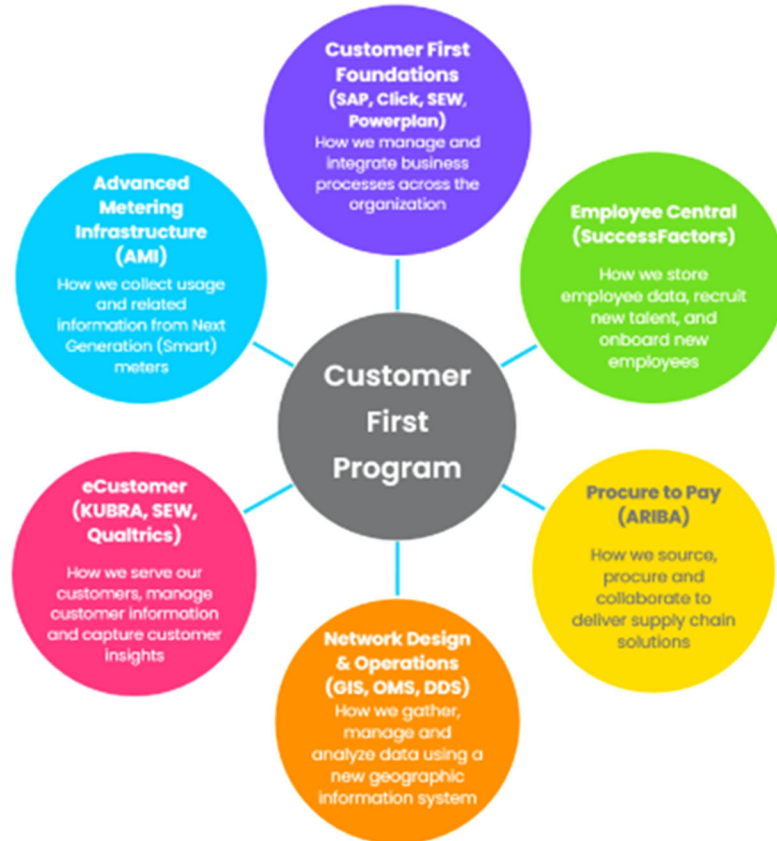 Customer First
Foundations
(SAP, Click, SEW,
Powerplan)
How we manage and
integrate business
processes across the
organization
Employee Central
(SuccessFactors)
How we store
employee data, recruit
new talent, and
onboard new
employees
Procure to Pay
(ARIBA)
How we source,
procure and
collaborate to
deliver supply chain
solutions
Network Design
& Operations
(GIS, OMS, DDS)
How we gather,
manage and
analyze data using a
new geographic
information system
eCustomer
(KUBRA, SEW,
Qualtrics)
How we serve our
customers, manage
customer information
and capture customer
insights
Advanced
Metering
Infrastructure
(AMI)
How we collect usage
and related
information from Next
Generation (Smart)
meters
Customer
First
Program